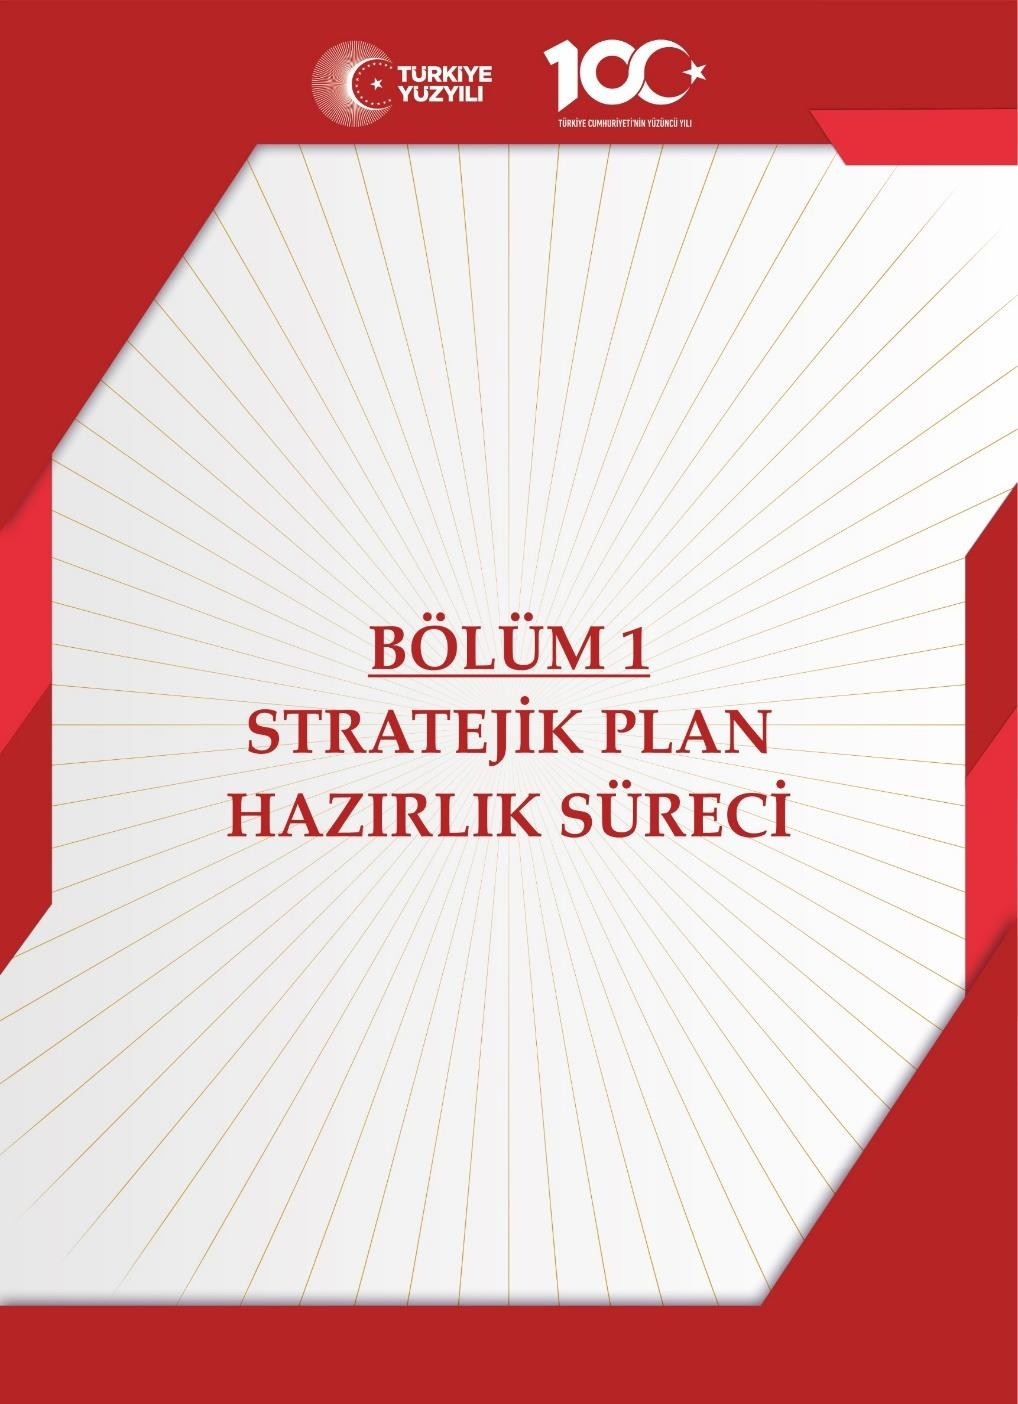 TÜRKİYE
YÜZYILI
100
TÜRKİYE CUMHURİYETİ'NİN YÜZÜNCÜ YILI
BÖLÜM 1
STRATEJİK PLAN
HAZIRLIK SÜRECİ